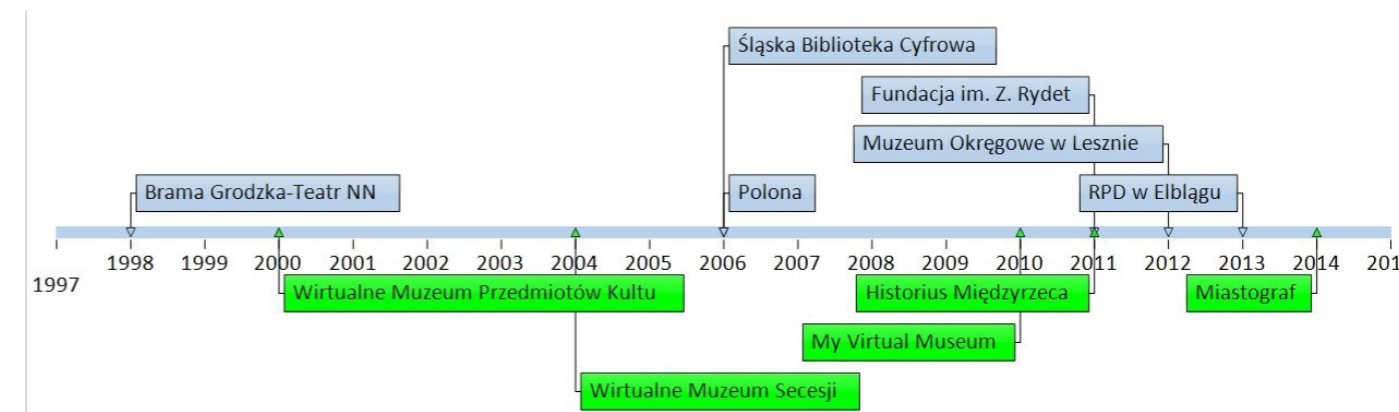 Śląska Biblioteka Cyfrowa
Fundacja im. Z. Rydet
Muzeum Okręgowe w Lesznie
Brama Grodzka-Teatr NN
Polona
RPD w Elblągu
1997
1998
1999
2000
2001
2002
2003
2004
2005
2006
2007
2008
2009
2010
2011
2012
2013
2014
201
Wirtualne Muzeum Przedmiotów Kultu
Historius Międzyrzeca
Miastograf
My Virtual Museum
Wirtualne Muzeum Secesji